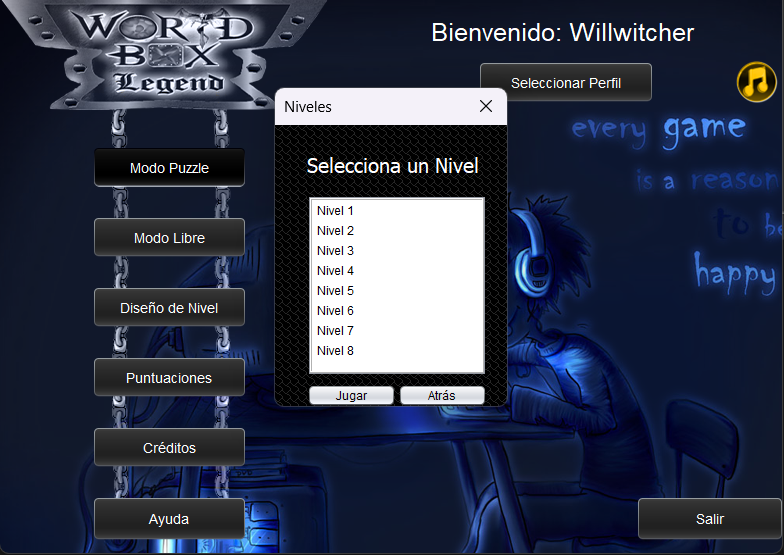 WORLD
BOX
Legend
Bienvenido: Willwitcher
Seleccionar Perfil
every game
is a reason
to be
happy
Modo Puzzle
Modo Libre
Diseño de Nivel
Puntuaciones
Créditos
Ayuda
Niveles
Selecciona un Nivel
Nivel 1
Nivel 2
Nivel 3
Nivel 4
Nivel 5
Nivel 6
Nivel 7
Nivel 8
Jugar
Atrás
Salir